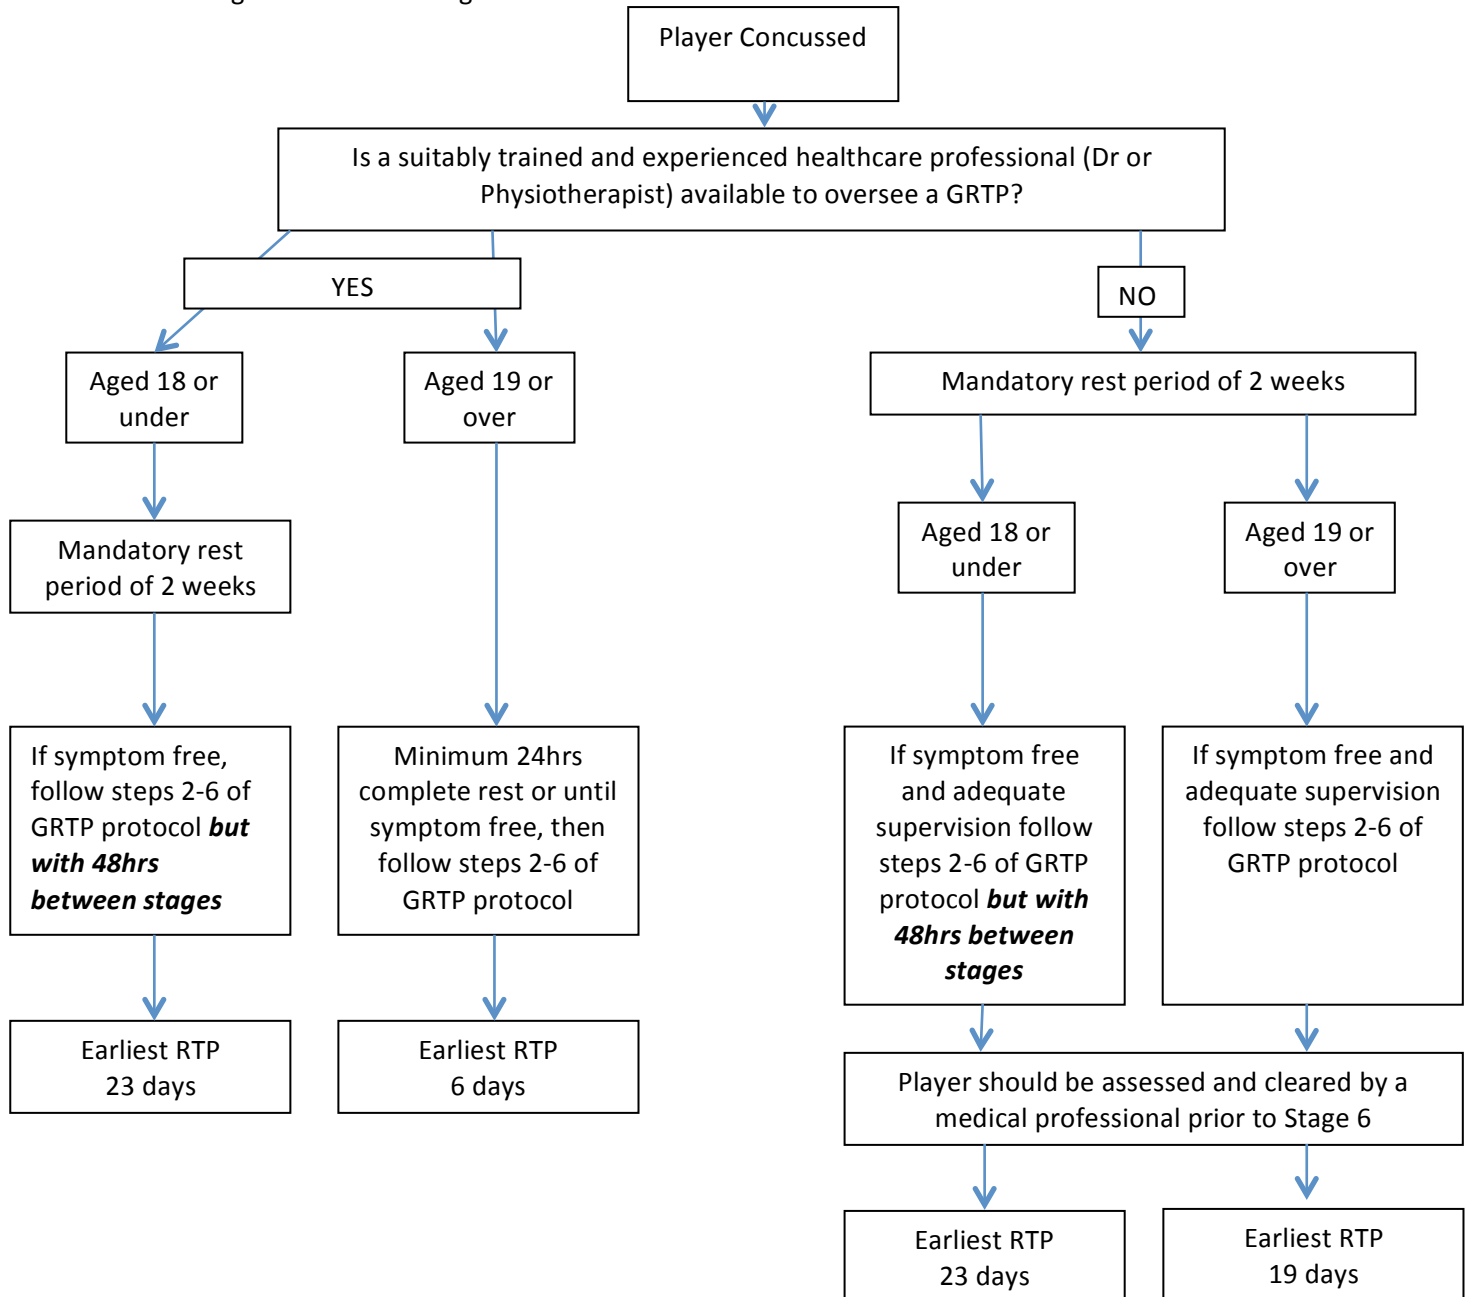 Player Concussed
Is a suitably trained and experienced healthcare professional (Dr or
Physiotherapist) available to oversee a GRTP?
YES
NO
Aged 18 or
under
Aged 19 or
over
Mandatory rest period of 2 weeks
Mandatory rest
period of 2 weeks
Aged 18 or
under
Aged 19 or
over
If symptom free,
follow steps 2-6 of
GRTP protocol but
with 48hrs
between stages
Minimum 24hrs
complete rest or until
symptom free, then
follow steps 2-6 of
GRTP protocol
If symptom free
and adequate
supervision follow
steps 2-6 of GRTP
protocol but with
48hrs between
stages
If symptom free and
adequate supervision
follow steps 2-6 of
GRTP protocol
Earliest RTP
23 days
Earliest RTP
6 days
Player should be assessed and cleared by a
medical professional prior to Stage 6
Earliest RTP
23 days
Earliest RTP
19 days